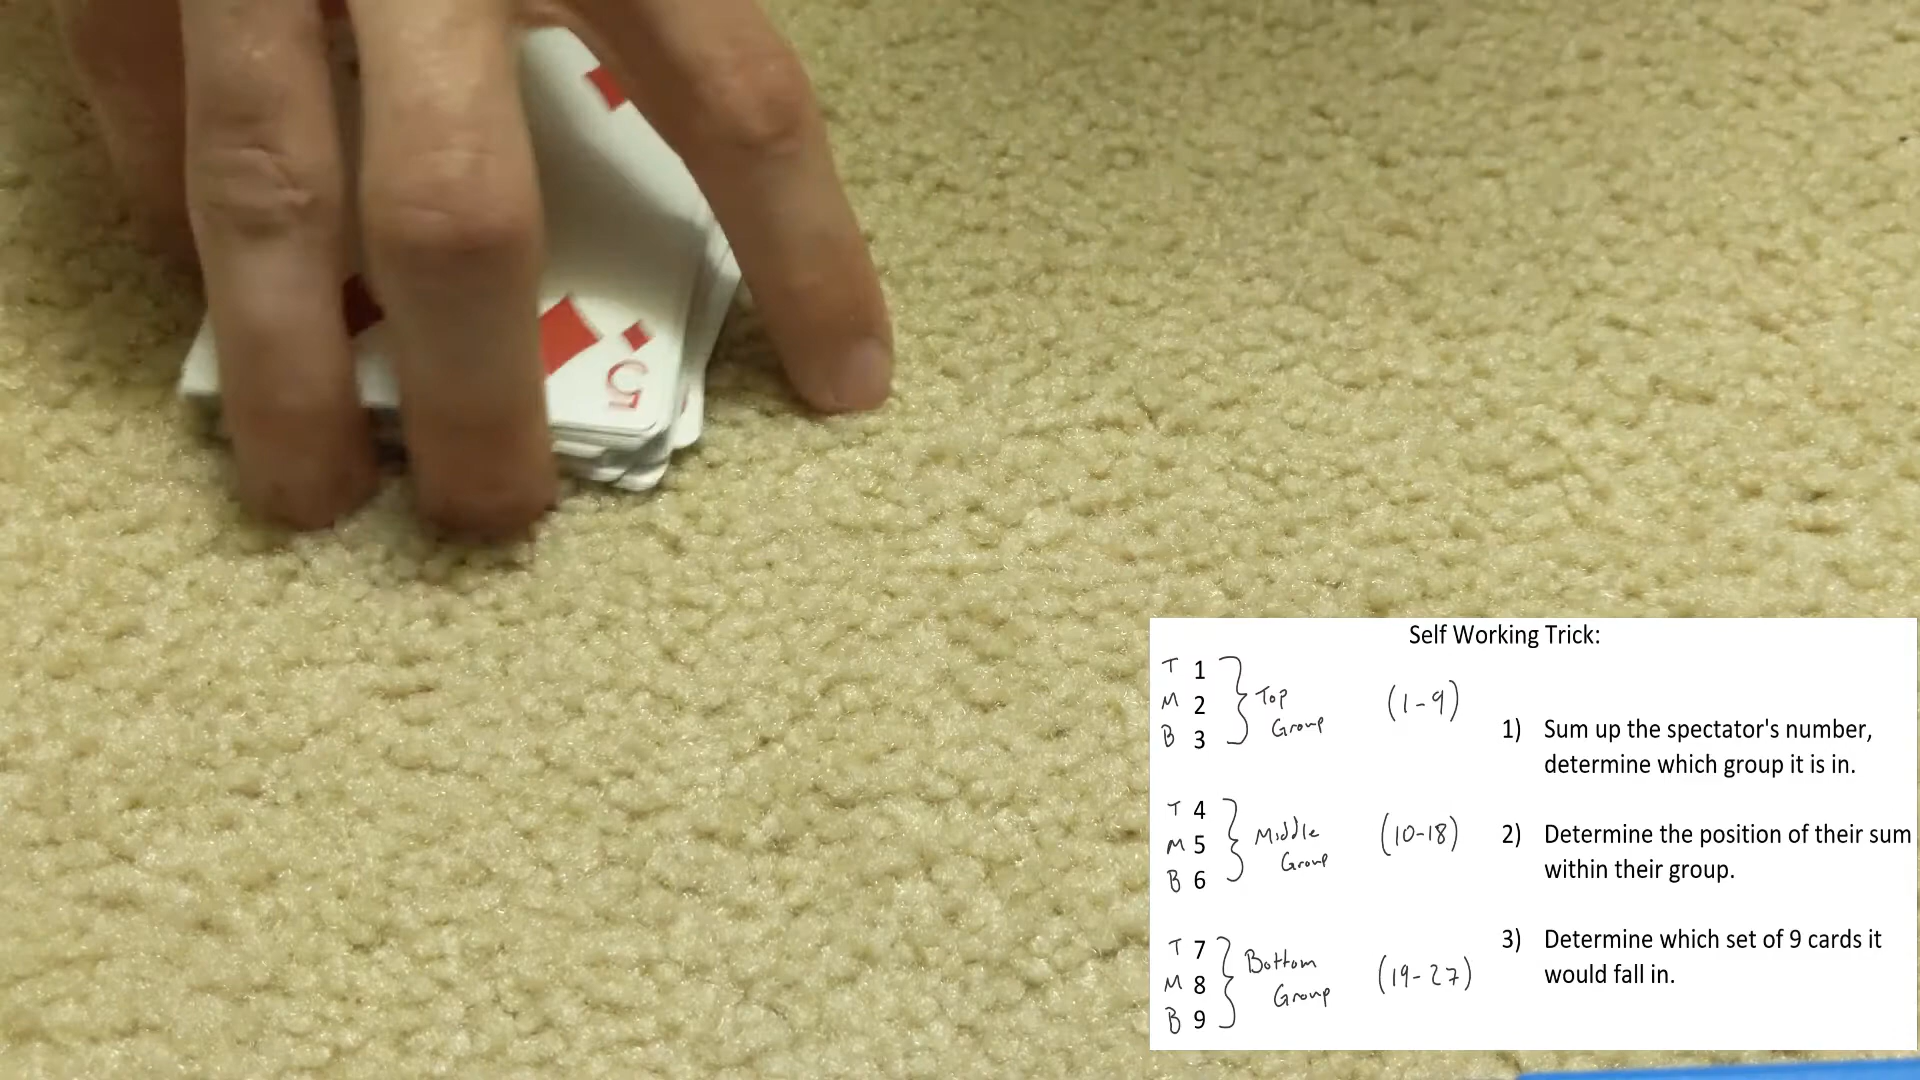 5
Self Working Trick:
T 1
M 2
B 3
Top
Group
(1-9)
T 4
M 5
B 6
Middle
Group
(10-18)
T 7
M 8
B 9
Bottom
Group
(19-27)
1) Sum up the spectator's number,
determine which group it is in.
2) Determine the position of their sum
within their group.
3) Determine which set of 9 cards it
would fall in.